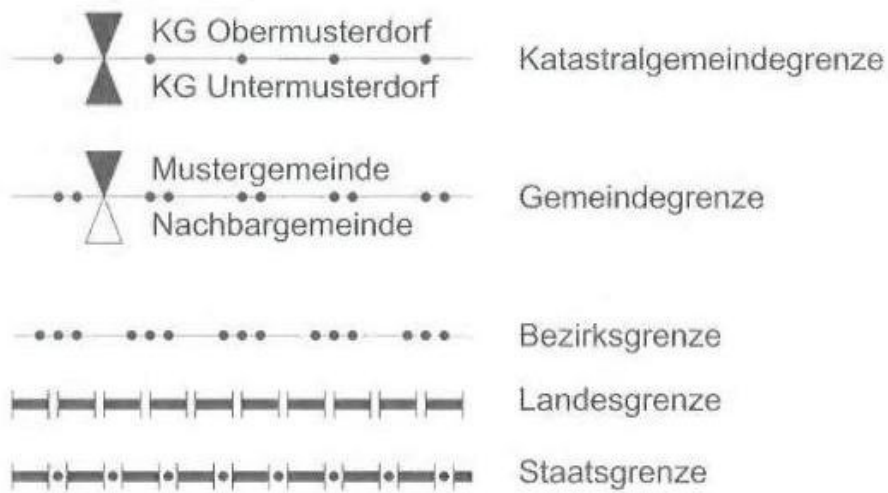 KG Obermusterdorf
KG Untermusterdorf
Katastralgemeindegrenze
Mustergemeinde
Nachbargemeinde
Gemeindegrenze
Bezirksgrenze
Landesgrenze
Staatsgrenze